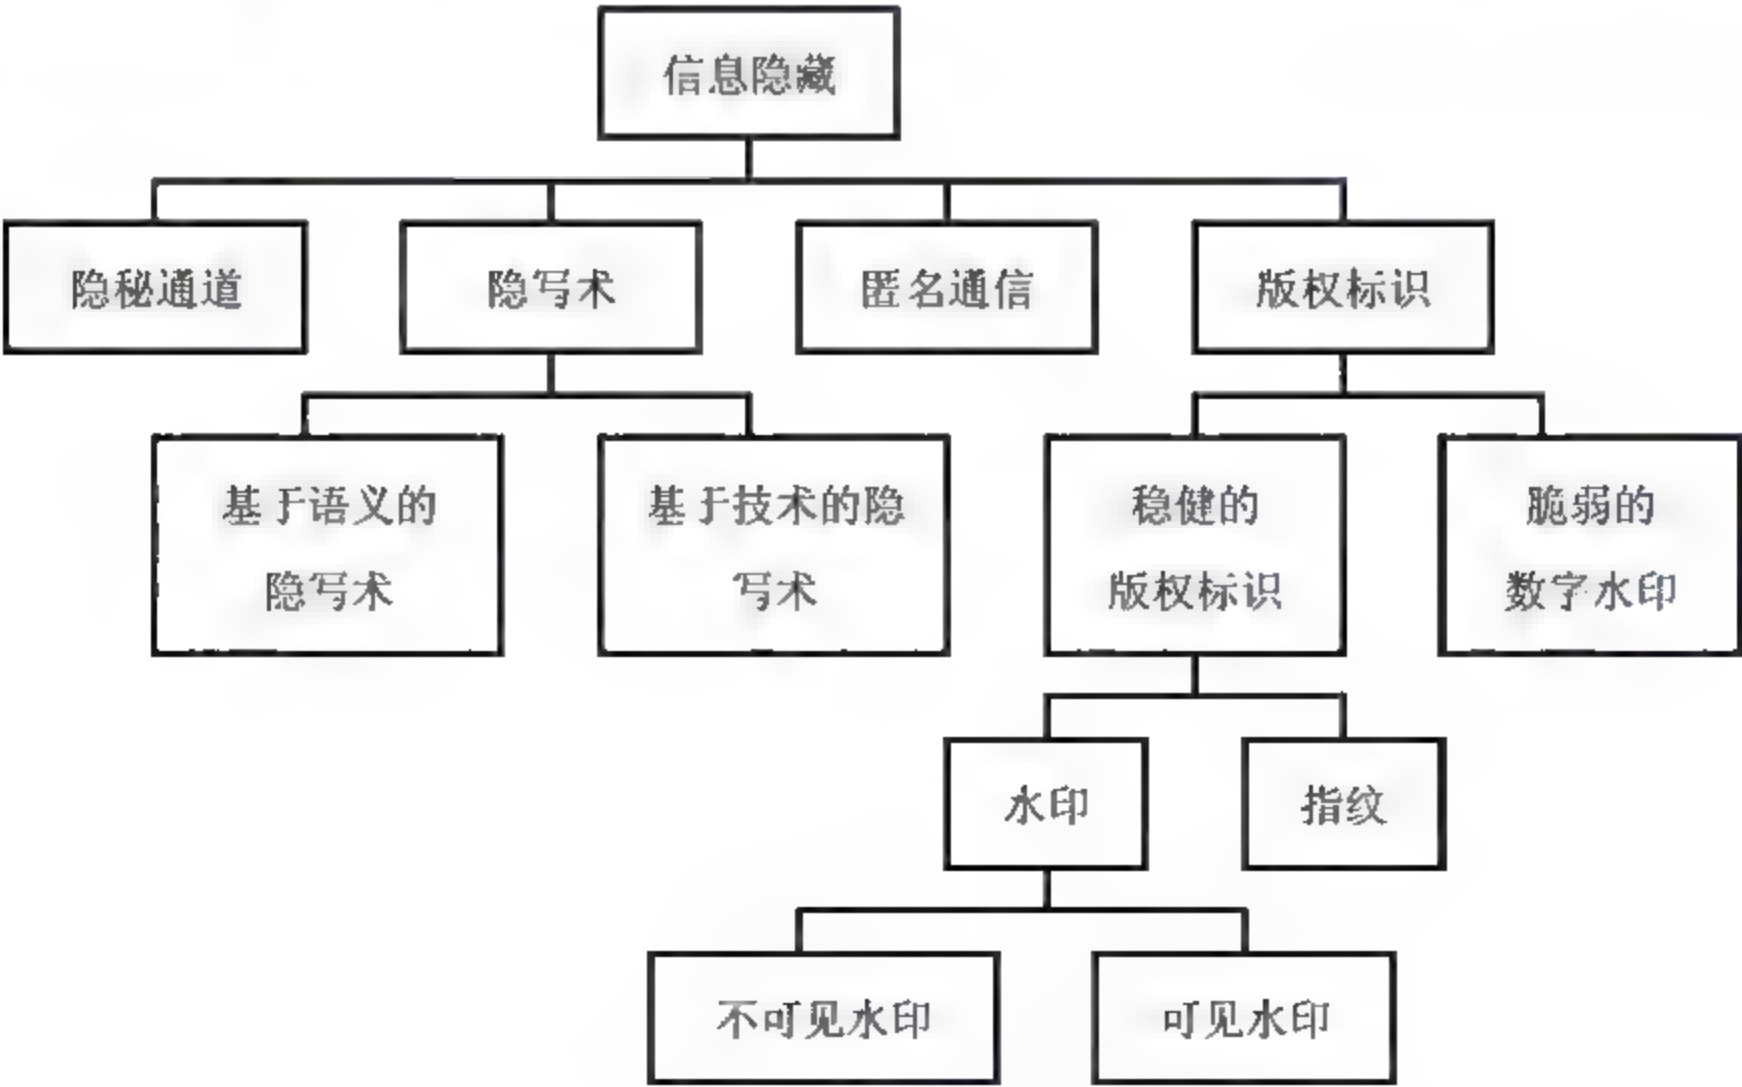 信息隐藏
隐秘通道
隐写术
匿名通信
版权标识
基于语义的
隐写术
基于技术的隐
写术
稳健的
版权标识
脆弱的
数字水印
水印
指纹
不可见水印
可见水印